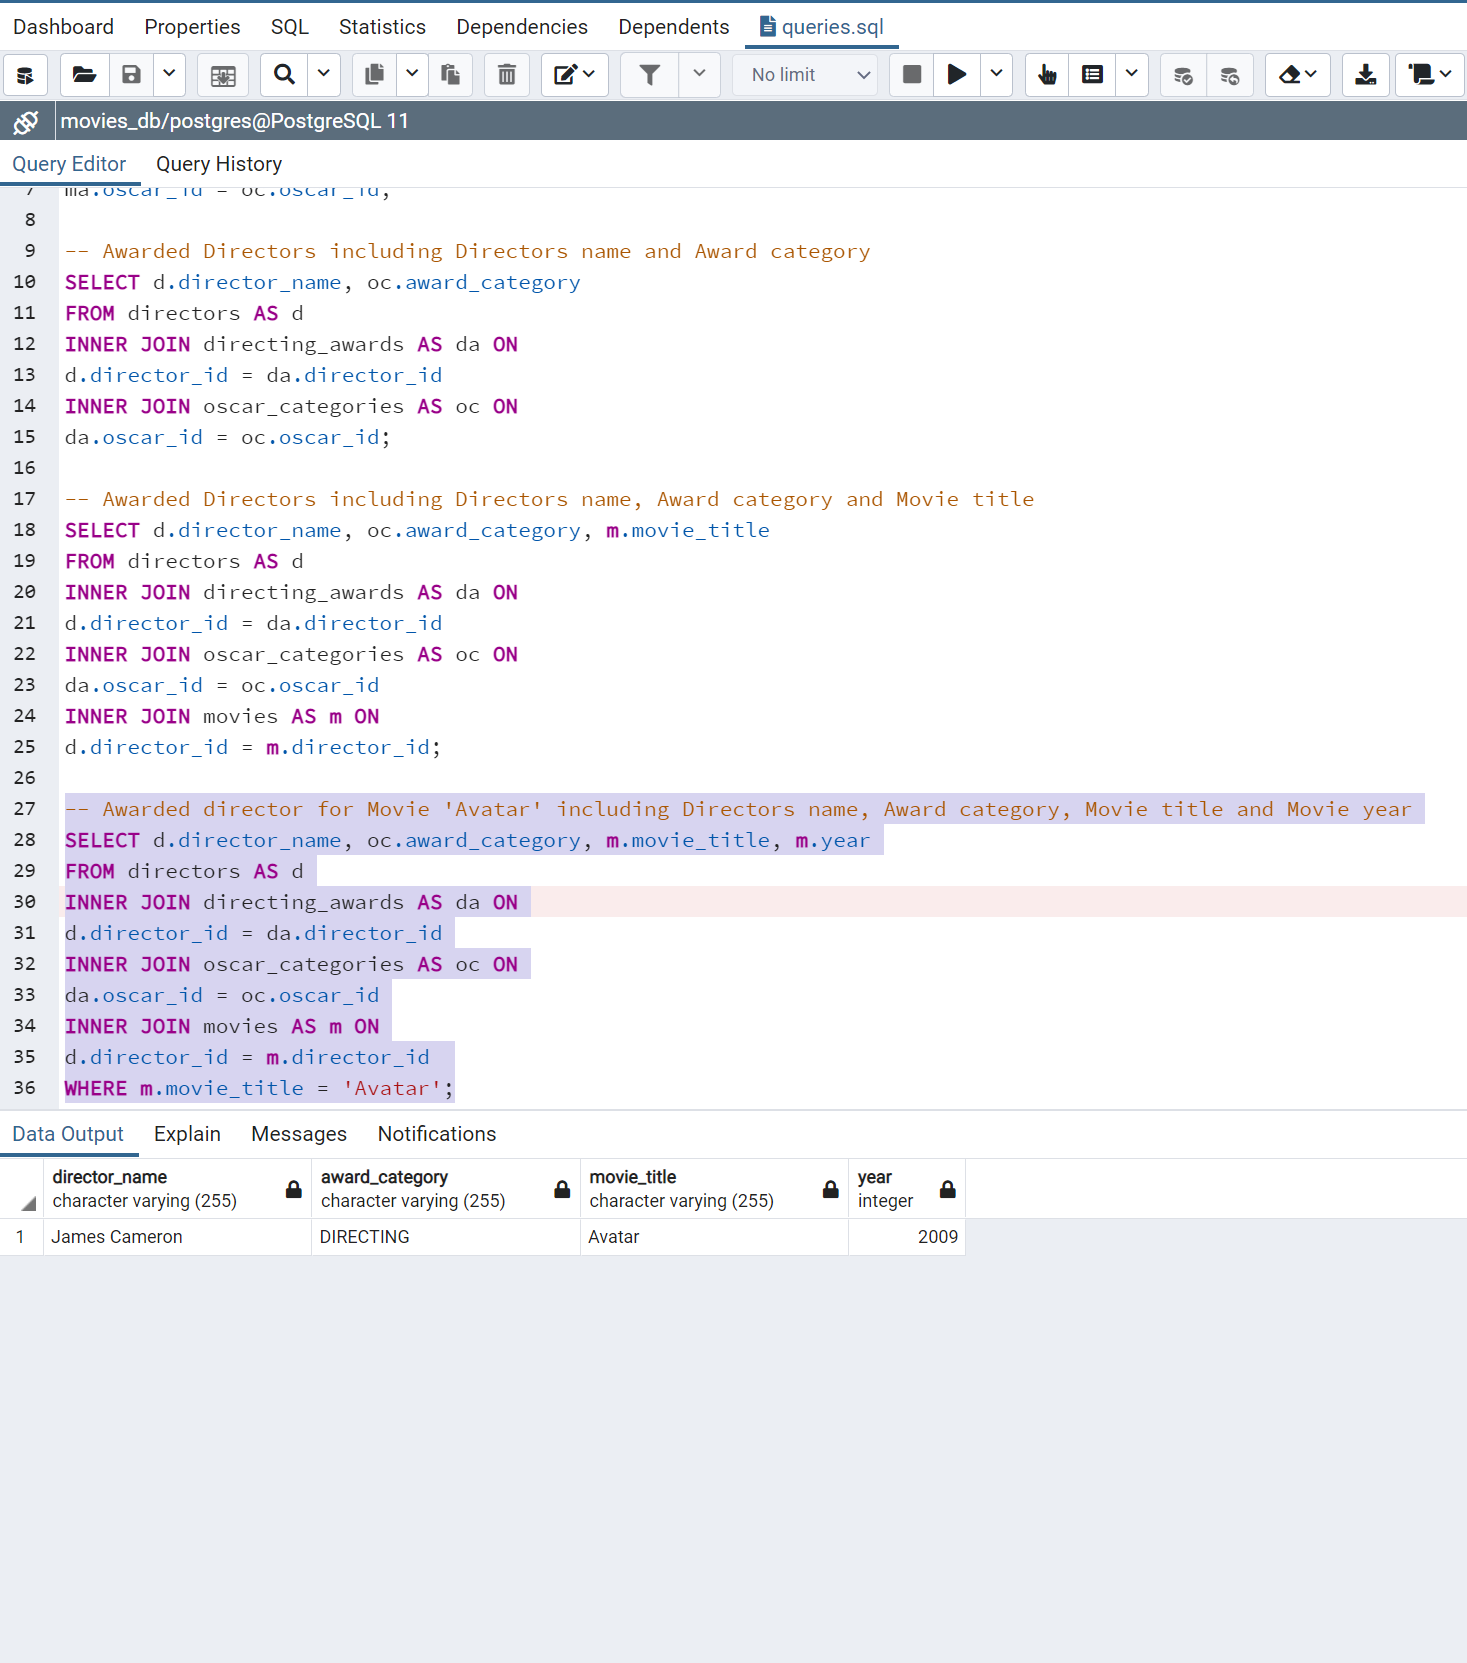 Dashboard Properties SQL Statistics Dependencies Dependents queries.sql
No limit
movies_db/postgres@PostgreSQL 11
Query Editor Query History
7 ma.oscar_id = oc.oscar_id;
8
9 -- Awarded Directors including Directors name and Award category
10 SELECT d.director_name, oc.award_category
11 FROM directors AS d
12 INNER JOIN directing_awards AS da ON
13 d.director_id = da.director_id
14 INNER JOIN oscar_categories AS oc ON
15 da.oscar_id = oc.oscar_id;
16
17 -- Awarded Directors including Directors name, Award category and Movie title
18 SELECT d.director_name, oc.award_category, m.movie_title
19 FROM directors AS d
20 INNER JOIN directing_awards AS da ON
21 d.director_id = da.director_id
22 INNER JOIN oscar_categories AS oc ON
23 da.oscar_id = oc.oscar_id
24 INNER JOIN movies AS m ON
25 d.director_id = m.director_id;
26
27 -- Awarded director for Movie 'Avatar' including Directors name, Award category, Movie title and Movie year
28 SELECT d.director_name, oc.award_category, m.movie_title, m.year
29 FROM directors AS d
30 INNER JOIN directing_awards AS da ON
31 d.director_id = da.director_id
32 INNER JOIN oscar_categories AS oc ON
33 da.oscar_id = oc.oscar_id
34 INNER JOIN movies AS m ON
35 d.director_id = m.director_id
36 WHERE m.movie_title = 'Avatar';
Data Output Explain Messages Notifications
director_name award_category movie_title year
character varying (255) character varying (255) character varying (255) integer
1 James Cameron DIRECTING Avatar 2009